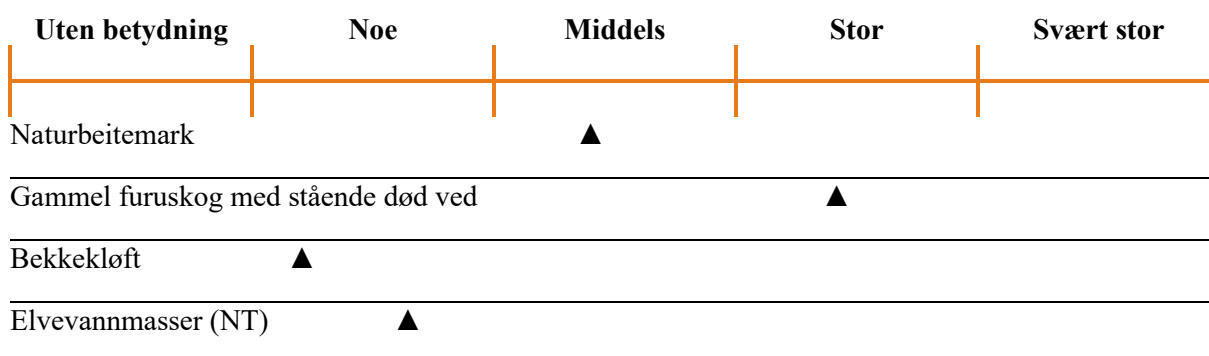 Uten betydning Noe Middels Stor Svært stor
Naturbeitemark ▲
Gammel furuskog med stående død ved ▲
Bekkekløft ▲
Elvevannmasser (NT) ▲